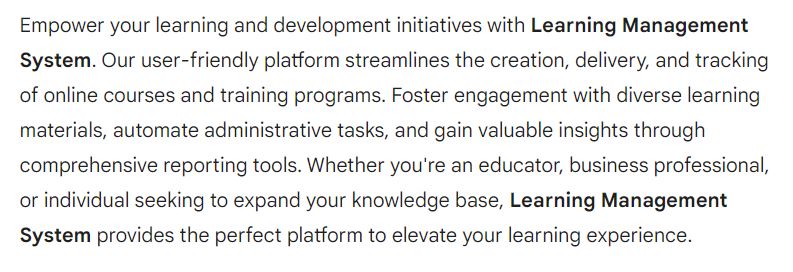 Empower your learning and development initiatives with Learning Management
System. Our user-friendly platform streamlines the creation, delivery, and tracking
of online courses and training programs. Foster engagement with diverse learning
materials, automate administrative tasks, and gain valuable insights through
comprehensive reporting tools. Whether you're an educator, business professional,
or individual seeking to expand your knowledge base, Learning Management
System provides the perfect platform to elevate your learning experience.